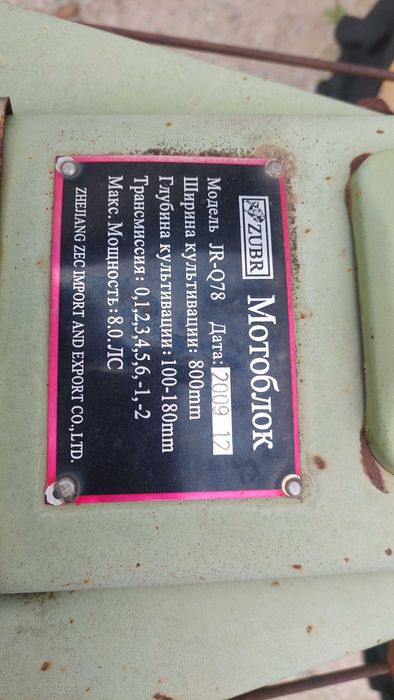 ZUBR Мотоблок
Модель JR-Q78 Дата: 2009 12
Ширина культивации: 800mm
Глубина культивации: 100-180mm
Трансмиссия: 0,1,2,3,4,5,6,-1,-2
Макс. Мощность: 8.0.ЛС
ZHEJIANG ZEC IMPORT AND EXPORT CO.,LTD.